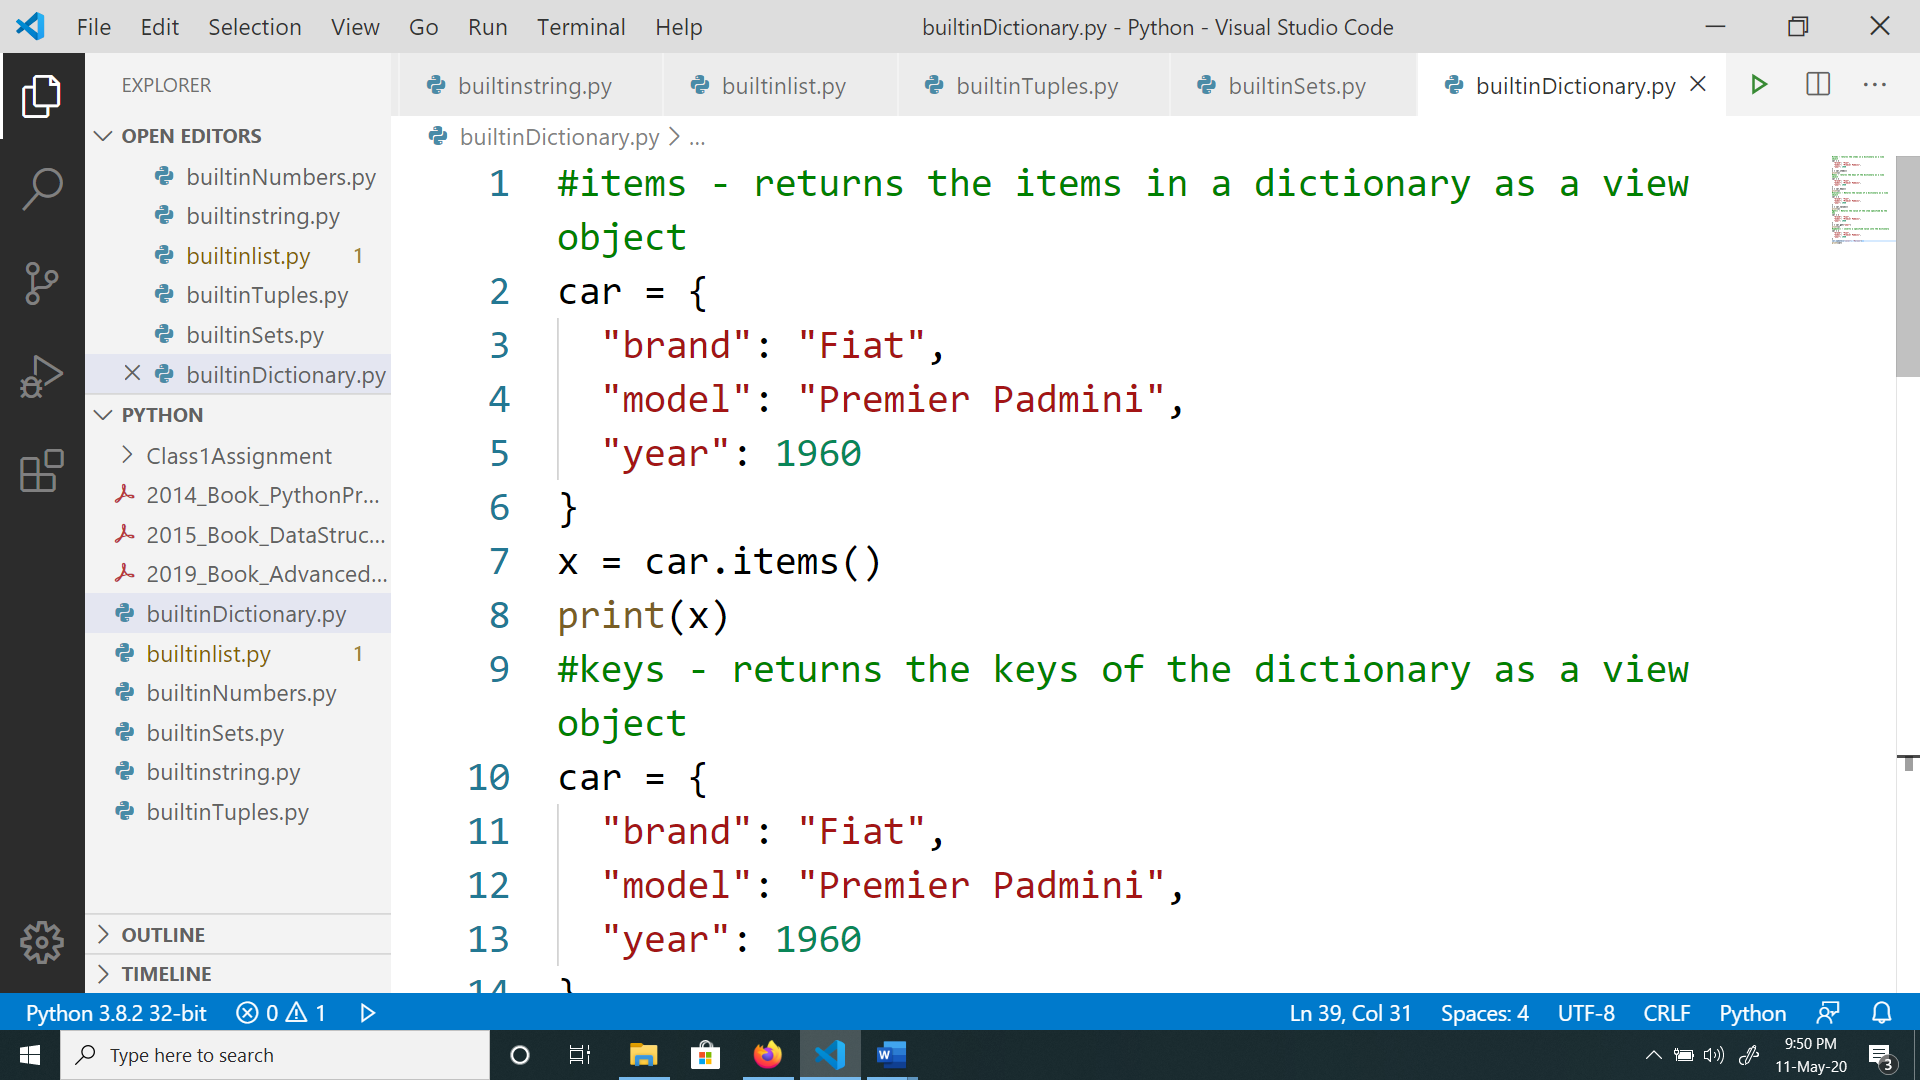 File Edit Selection View Go Run Terminal Help
builtinDictionary.py - Python - Visual Studio Code
EXPLORER
OPEN EDITORS
builtinNumbers.py
builtinstring.py
builtinlist.py 1
builtinTuples.py
builtinSets.py
builtinDictionary.py
PYTHON
Class1Assignment
2014_Book_PythonPr...
2015_Book_DataStruc...
2019_Book_Advanced...
builtinDictionary.py
builtinlist.py 1
builtinNumbers.py
builtinSets.py
builtinstring.py
builtinTuples.py
OUTLINE
TIMELINE
builtinstring.py builtinlist.py builtinTuples.py builtinSets.py builtinDictionary.py
builtinDictionary.py > ...
1 #items - returns the items in a dictionary as a view
object
2 car = {
3 "brand": "Fiat",
4 "model": "Premier Padmini",
5 "year": 1960
6 }
7 x = car.items()
8 print(x)
9 #keys - returns the keys of the dictionary as a view
object
10 car = {
11 "brand": "Fiat",
12 "model": "Premier Padmini",
13 "year": 1960
14 }
Python 3.8.2 32-bit 0 1 Ln 39, Col 31 Spaces: 4 UTF-8 CRLF Python
Type here to search
9:50 PM
11-May-20
3